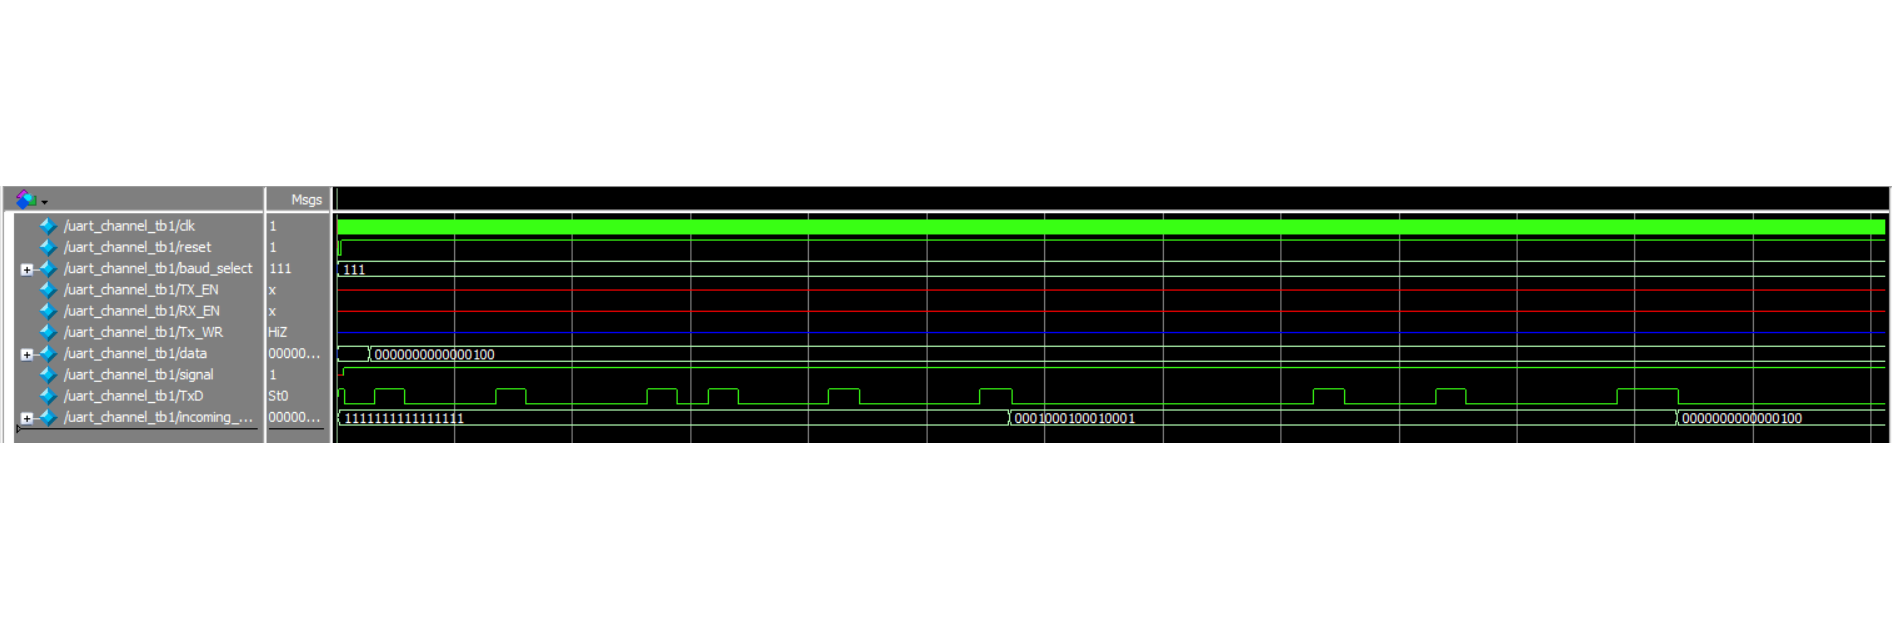 Msgs
/uart_channel_tb1/clk 1
/uart_channel_tb1/reset 1
/uart_channel_tb1/baud_select 111 111
/uart_channel_tb1/TX_EN x
/uart_channel_tb1/RX_EN x
/uart_channel_tb1/Tx_WR HiZ
/uart_channel_tb1/data 00000... 0000000000000100
/uart_channel_tb1/signal 1
/uart_channel_tb1/TxD St0
/uart_channel_tb1/incoming_... 00000... 1111111111111111 0001000100010001 0000000000000100